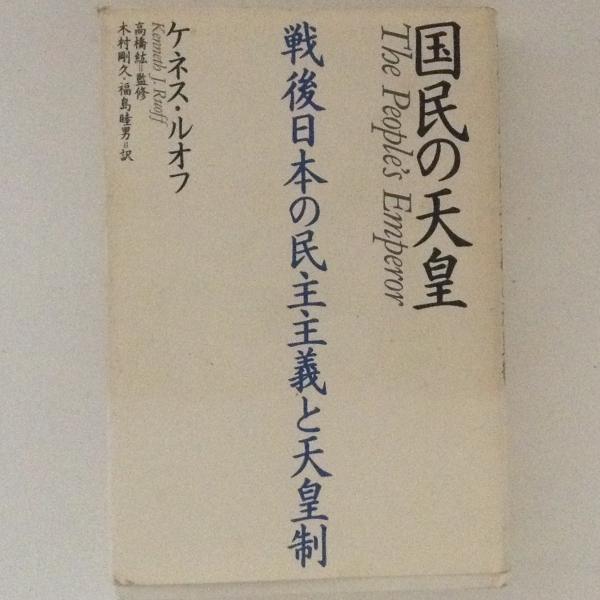 国民の天皇
The People's Emperor
戦後日本の民主主義と天皇制
ケネス・ルオフ
Kenneth J. Ruoff
高橋紘=監修
木村剛久・福島睦男=訳